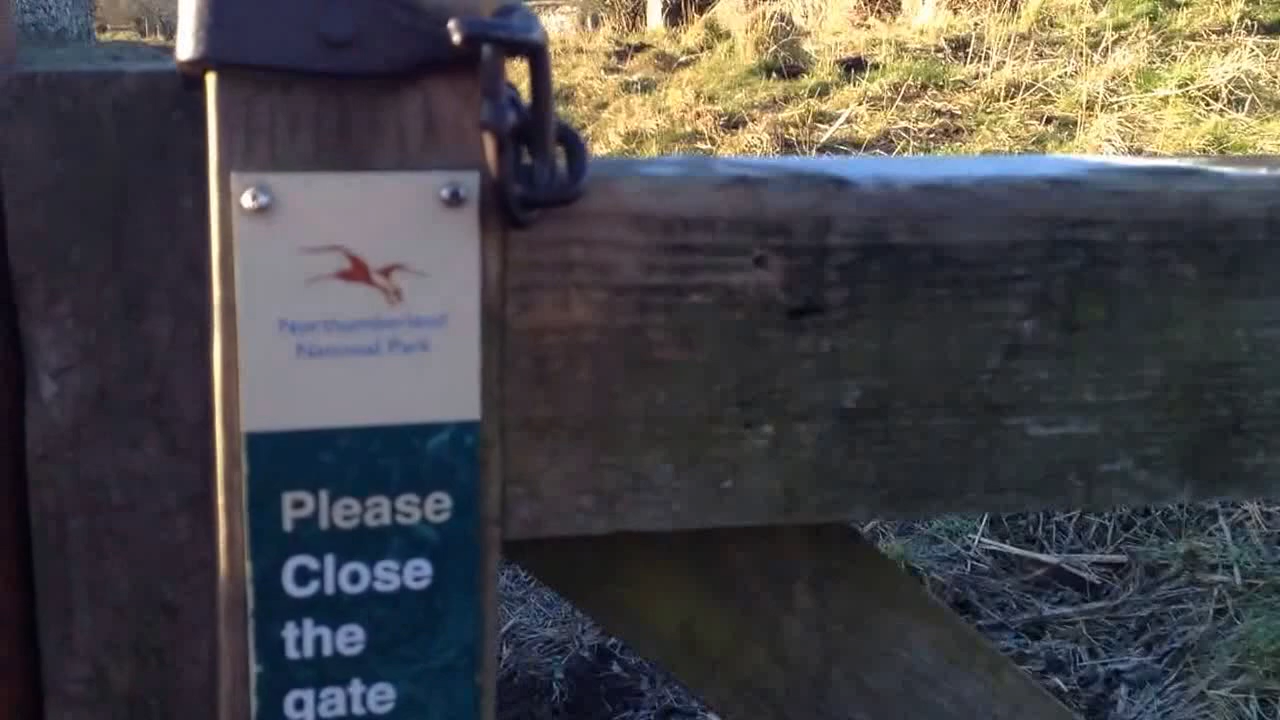 Northumberland
National Park
Please
Close
the
gate